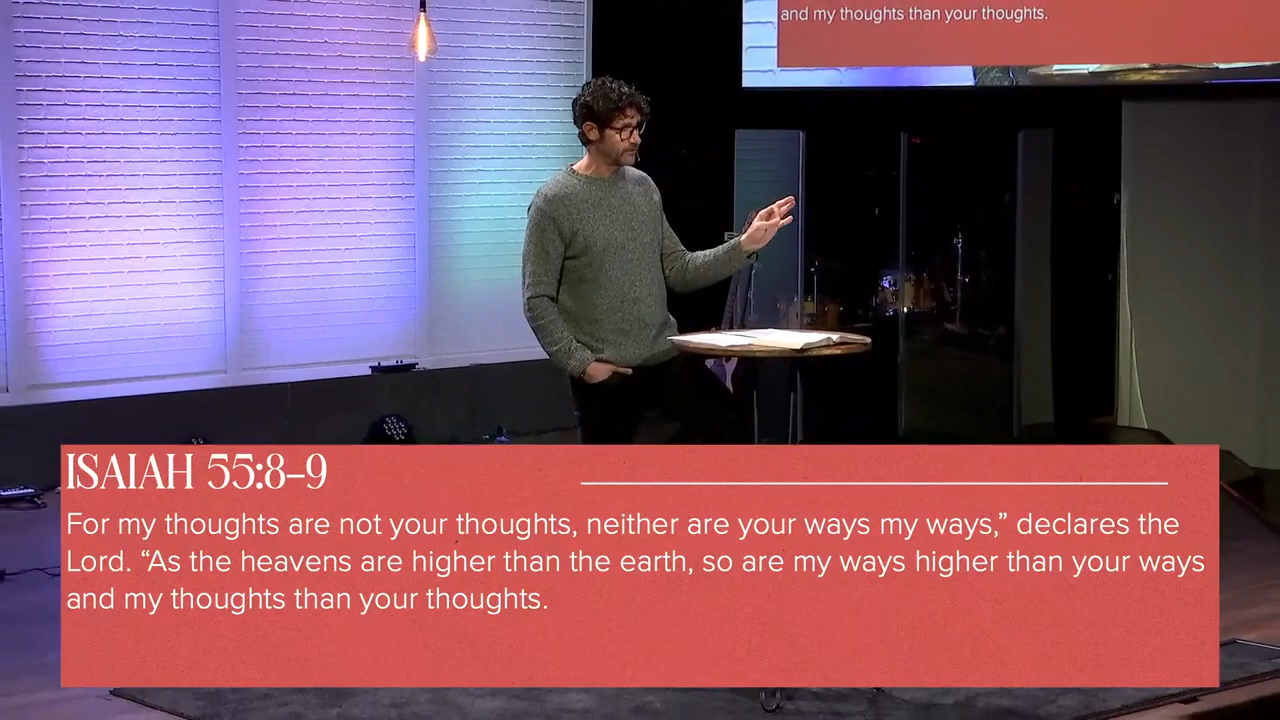 and my thoughts than your thoughts.
ISAIAH 55:8–9
For my thoughts are not your thoughts, neither are your ways my ways,” declares the
Lord. “As the heavens are higher than the earth, so are my ways higher than your ways
and my thoughts than your thoughts.